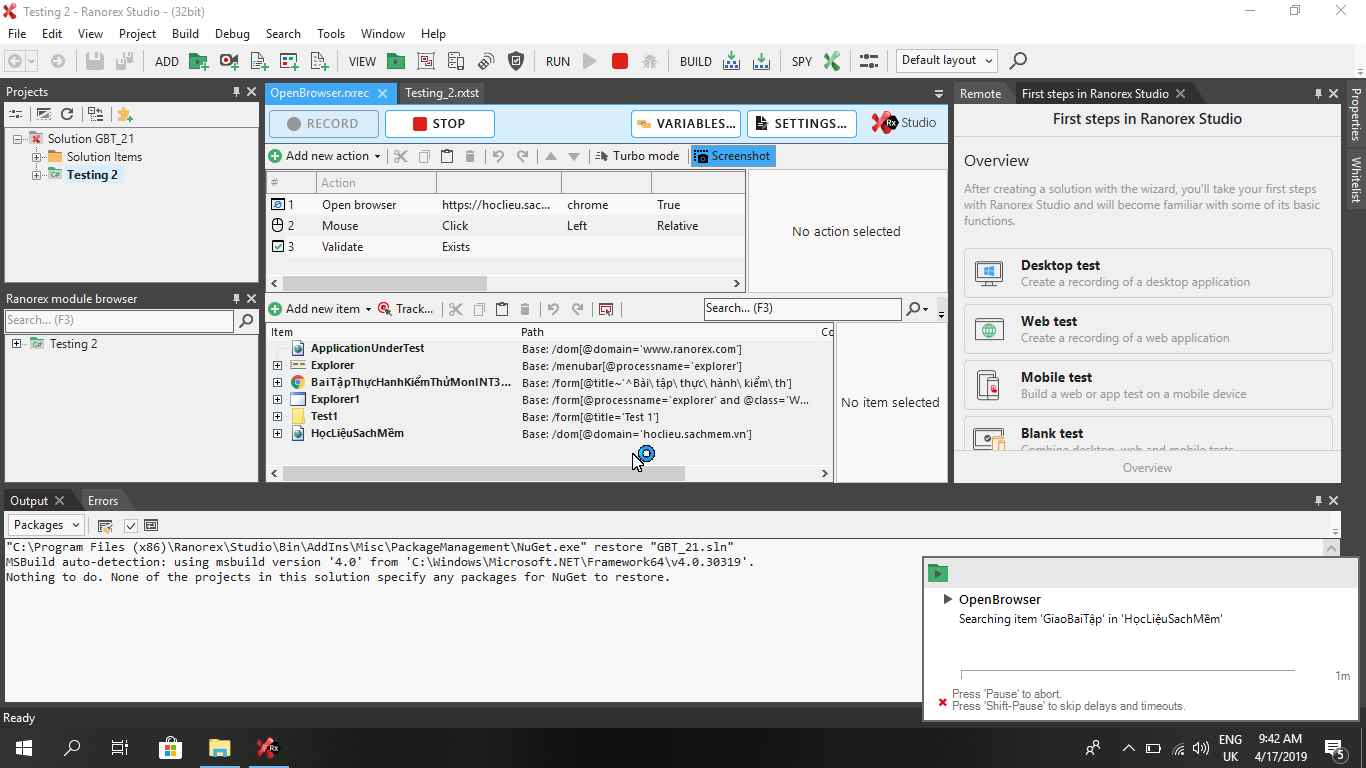 Testing 2 - Ranorex Studio - (32bit)
File Edit View Project Build Debug Search Tools Window Help
ADD VIEW RUN BUILD SPY Default layout
Projects
Solution GBT_21
Solution Items
Testing 2
Ranorex module browser
Search... (F3)
Testing 2
OpenBrowser.rxrec Testing_2.rxtst
RECORD STOP VARIABLES... SETTINGS... Rx Studio
Add new action Turbo mode Screenshot
# Action
1 Open browser https://hoclieu.sac... chrome True
2 Mouse Click Left Relative
3 Validate Exists
No action selected
Add new item Track... Search... (F3)
Item Path Cc
ApplicationUnderTest Base: /dom[@domain='www.ranorex.com']
Explorer Base: /menubar[@processname='explorer']
BaiTậpThựcHanhKiểmThửMonINT3... Base: /form[@title~'^Bài\ tập\ thực\ hành\ kiểm\ th']
Explorer1 Base: /form[@processname='explorer' and @class='W...
Test1 Base: /form[@title='Test 1']
HọcLiệuSachMềm Base: /dom[@domain='hoclieu.sachmem.vn']
No item selected
Remote First steps in Ranorex Studio
First steps in Ranorex Studio
Overview
After creating a solution with the wizard, you'll take your first steps
with Ranorex Studio and will become familiar with some of its basic
functions.
Desktop test
Create a recording of a desktop application
Web test
Create a recording of a web application
Mobile test
Build a web or app test on a mobile device
Blank test
Combine desktop, web and mobile tests
Overview
Properties
Whitelist
Output Errors
Packages
"C:\Program Files (x86)\Ranorex\Studio\Bin\AddIns\Misc\PackageManagement\NuGet.exe" restore "GBT_21.sln"
MSBuild auto-detection: using msbuild version '4.0' from 'C:\Windows\Microsoft.NET\Framework64\v4.0.30319'.
Nothing to do. None of the projects in this solution specify any packages for NuGet to restore.
OpenBrowser
Searching item 'GiaoBaiTập' in 'HọcLiệuSachMềm'
1m
Press 'Pause' to abort.
Press 'Shift-Pause' to skip delays and timeouts.
Ready
Rx
ENG
UK
9:42 AM
4/17/2019
5